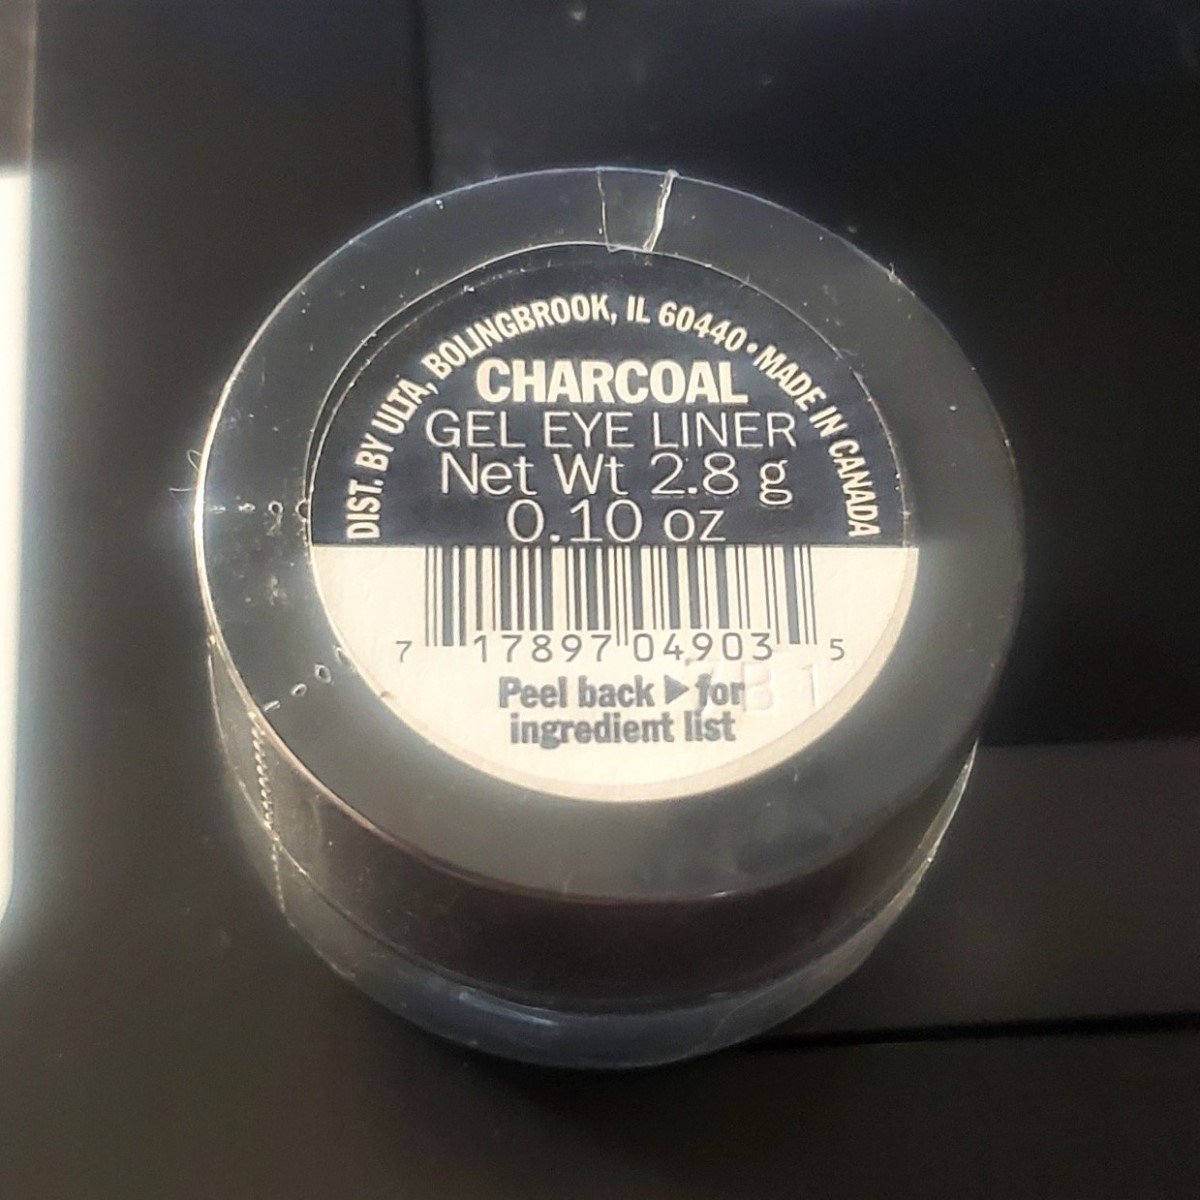 DIST. BY ULTA, BOLINGBROOK, IL 60440 • MADE IN CANADA
CHARCOAL
GEL EYE LINER
Net Wt 2.8 g
0.10 oz
7 17897 04903 5
Peel back ▶ for
ingredient list